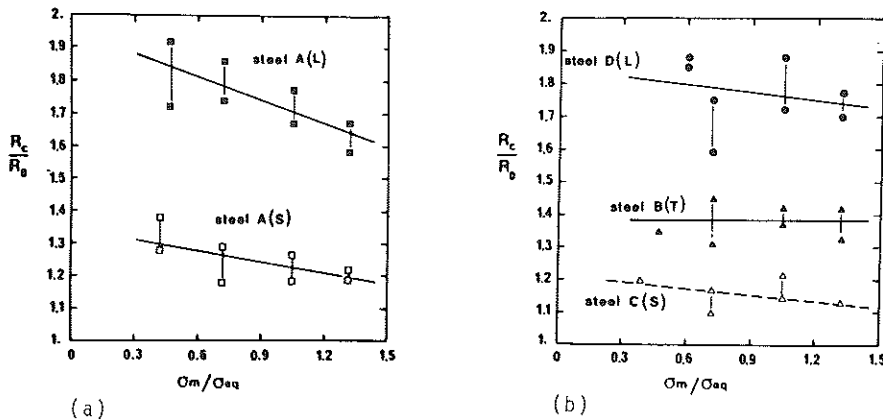 2.
1.9
1.8
1.7
1.6
1.5
1.4
1.3
1.2
1.1
1.
Rc
R0
steel A(L)
steel A(S)
0 0.3 0.6 0.9 1.2 1.5
σm/σeq
(a)
2.
1.9
1.8
1.7
1.6
1.5
1.4
1.3
1.2
1.1
1.
Rc
R0
steel D(L)
steel B(T)
steel C(S)
0 0.3 0.6 0.9 1.2 1.5
σm/σeq
(b)